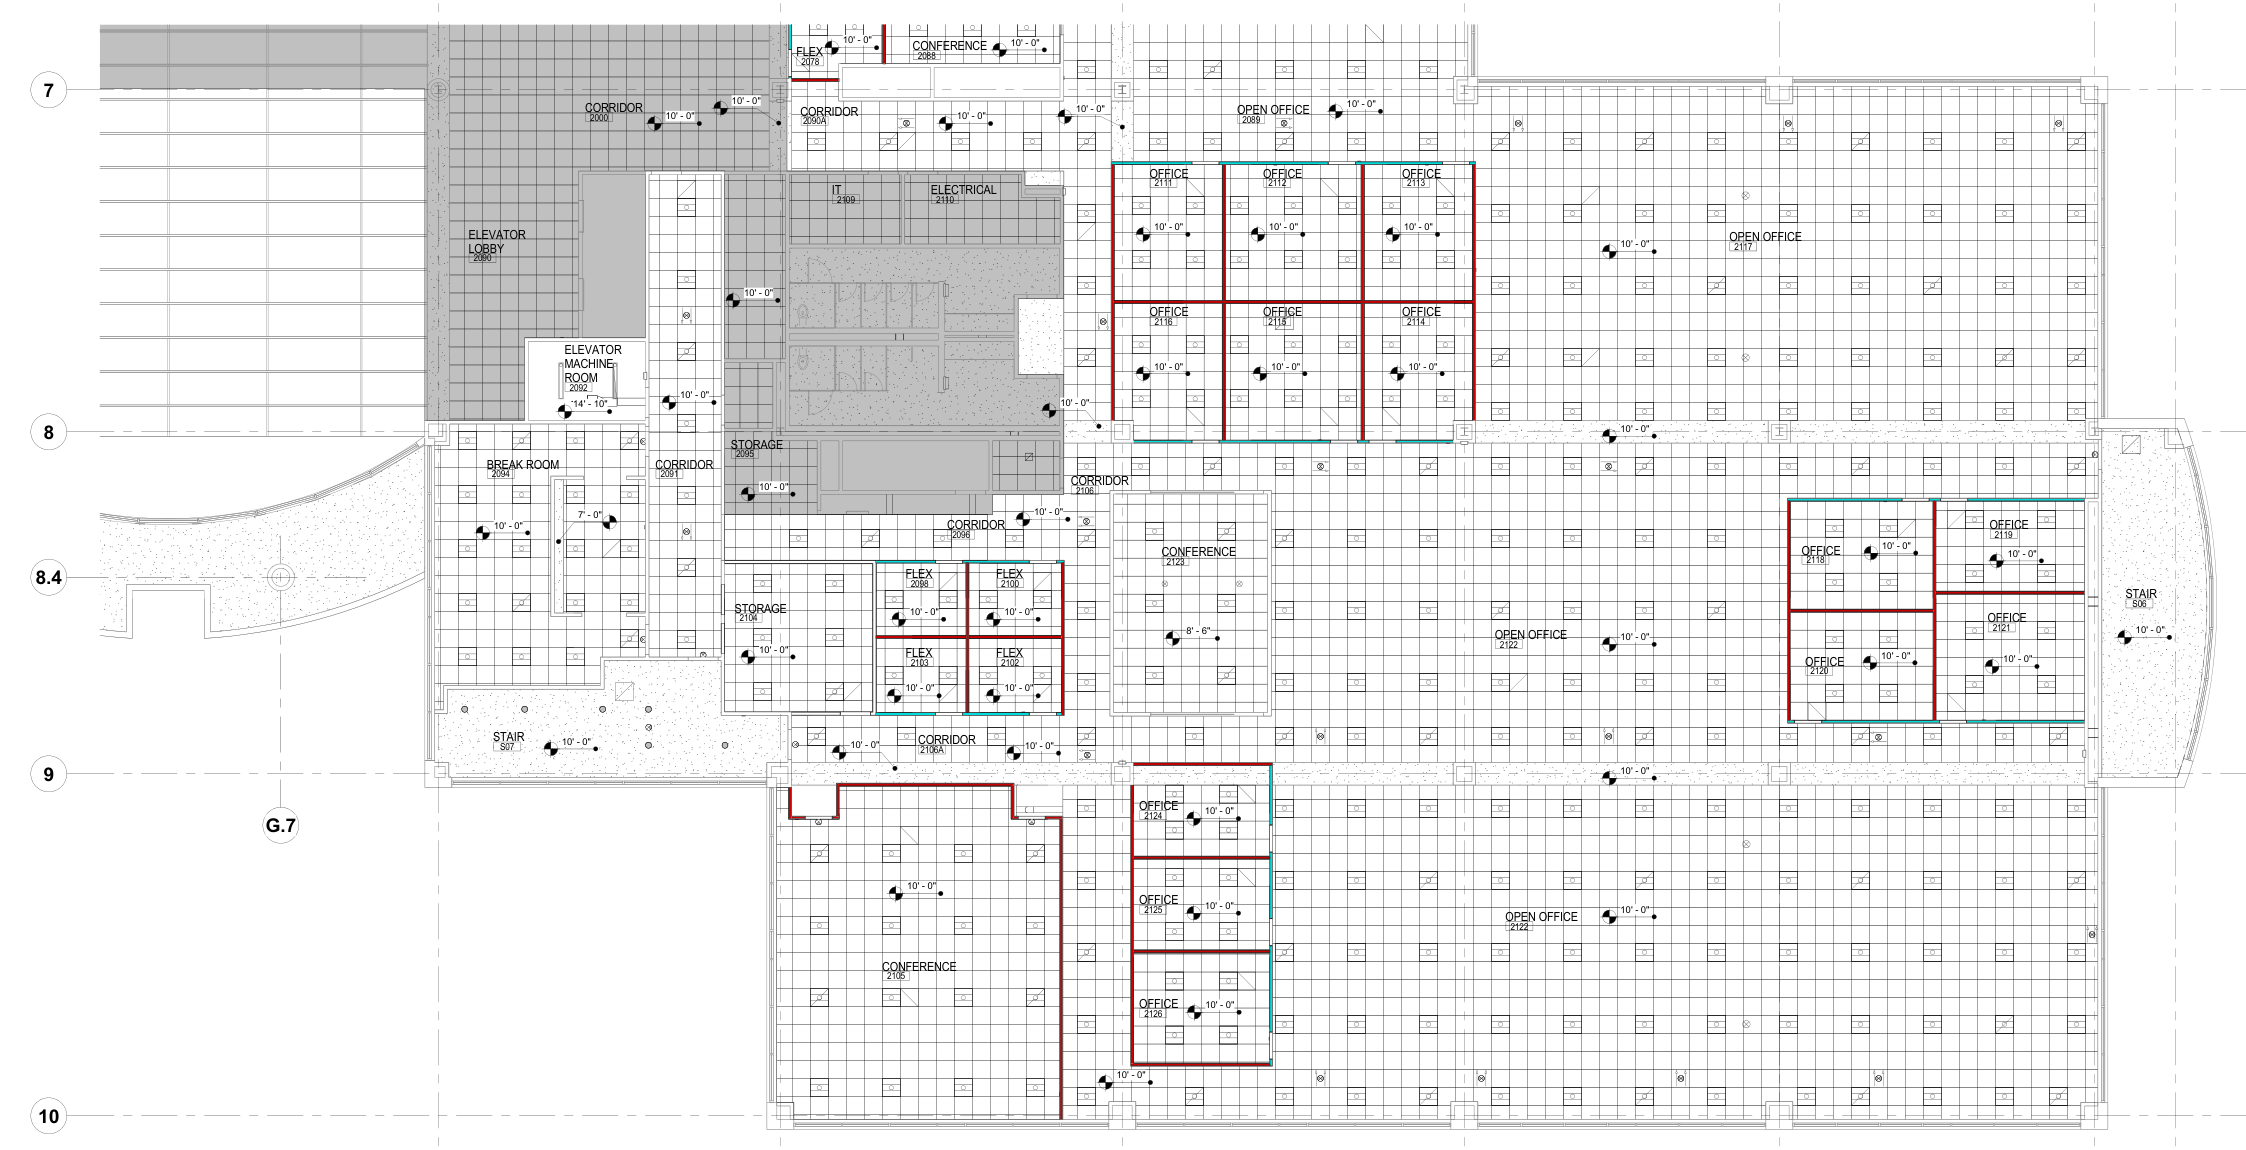 10' - 0"
10' - 0"
FLEX
2078
CONFERENCE
2088
7
CORRIDOR
2000
10' - 0"
10' - 0"
CORRIDOR
2090A
10' - 0"
10' - 0"
OPEN OFFICE
2089
10' - 0"
IT
2109
ELECTRICAL
2110
OFFICE
2111
OFFICE
2112
OFFICE
2113
ELEVATOR
LOBBY
2090
10' - 0"
10' - 0"
10' - 0"
10' - 0"
OPEN OFFICE
2117
10' - 0"
OFFICE
2116
OFFICE
2115
OFFICE
2114
ELEVATOR
MACHINE
ROOM
2092
14' - 10"
10' - 0"
10' - 0"
10' - 0"
10' - 0"
10' - 0"
8
10' - 0"
STORAGE
2095
BREAK ROOM
2094
CORRIDOR
2091
10' - 0"
CORRIDOR
2106
10' - 0"
7' - 0"
CORRIDOR
2096
10' - 0"
CONFERENCE
2123
OFFICE
2118
10' - 0"
OFFICE
2119
10' - 0"
8.4
FLEX
2098
FLEX
2100
STORAGE
2104
10' - 0"
10' - 0"
8' - 6"
OPEN OFFICE
2122
10' - 0"
OFFICE
2121
STAIR
S06
10' - 0"
10' - 0"
FLEX
2103
FLEX
2102
10' - 0"
10' - 0"
OFFICE
2120
10' - 0"
10' - 0"
STAIR
S07
10' - 0"
10' - 0"
CORRIDOR
2106A
10' - 0"
9
10' - 0"
G.7
OFFICE
2124
10' - 0"
10' - 0"
OFFICE
2125
10' - 0"
OPEN OFFICE
2122
10' - 0"
CONFERENCE
2105
OFFICE
2126
10' - 0"
10' - 0"
10